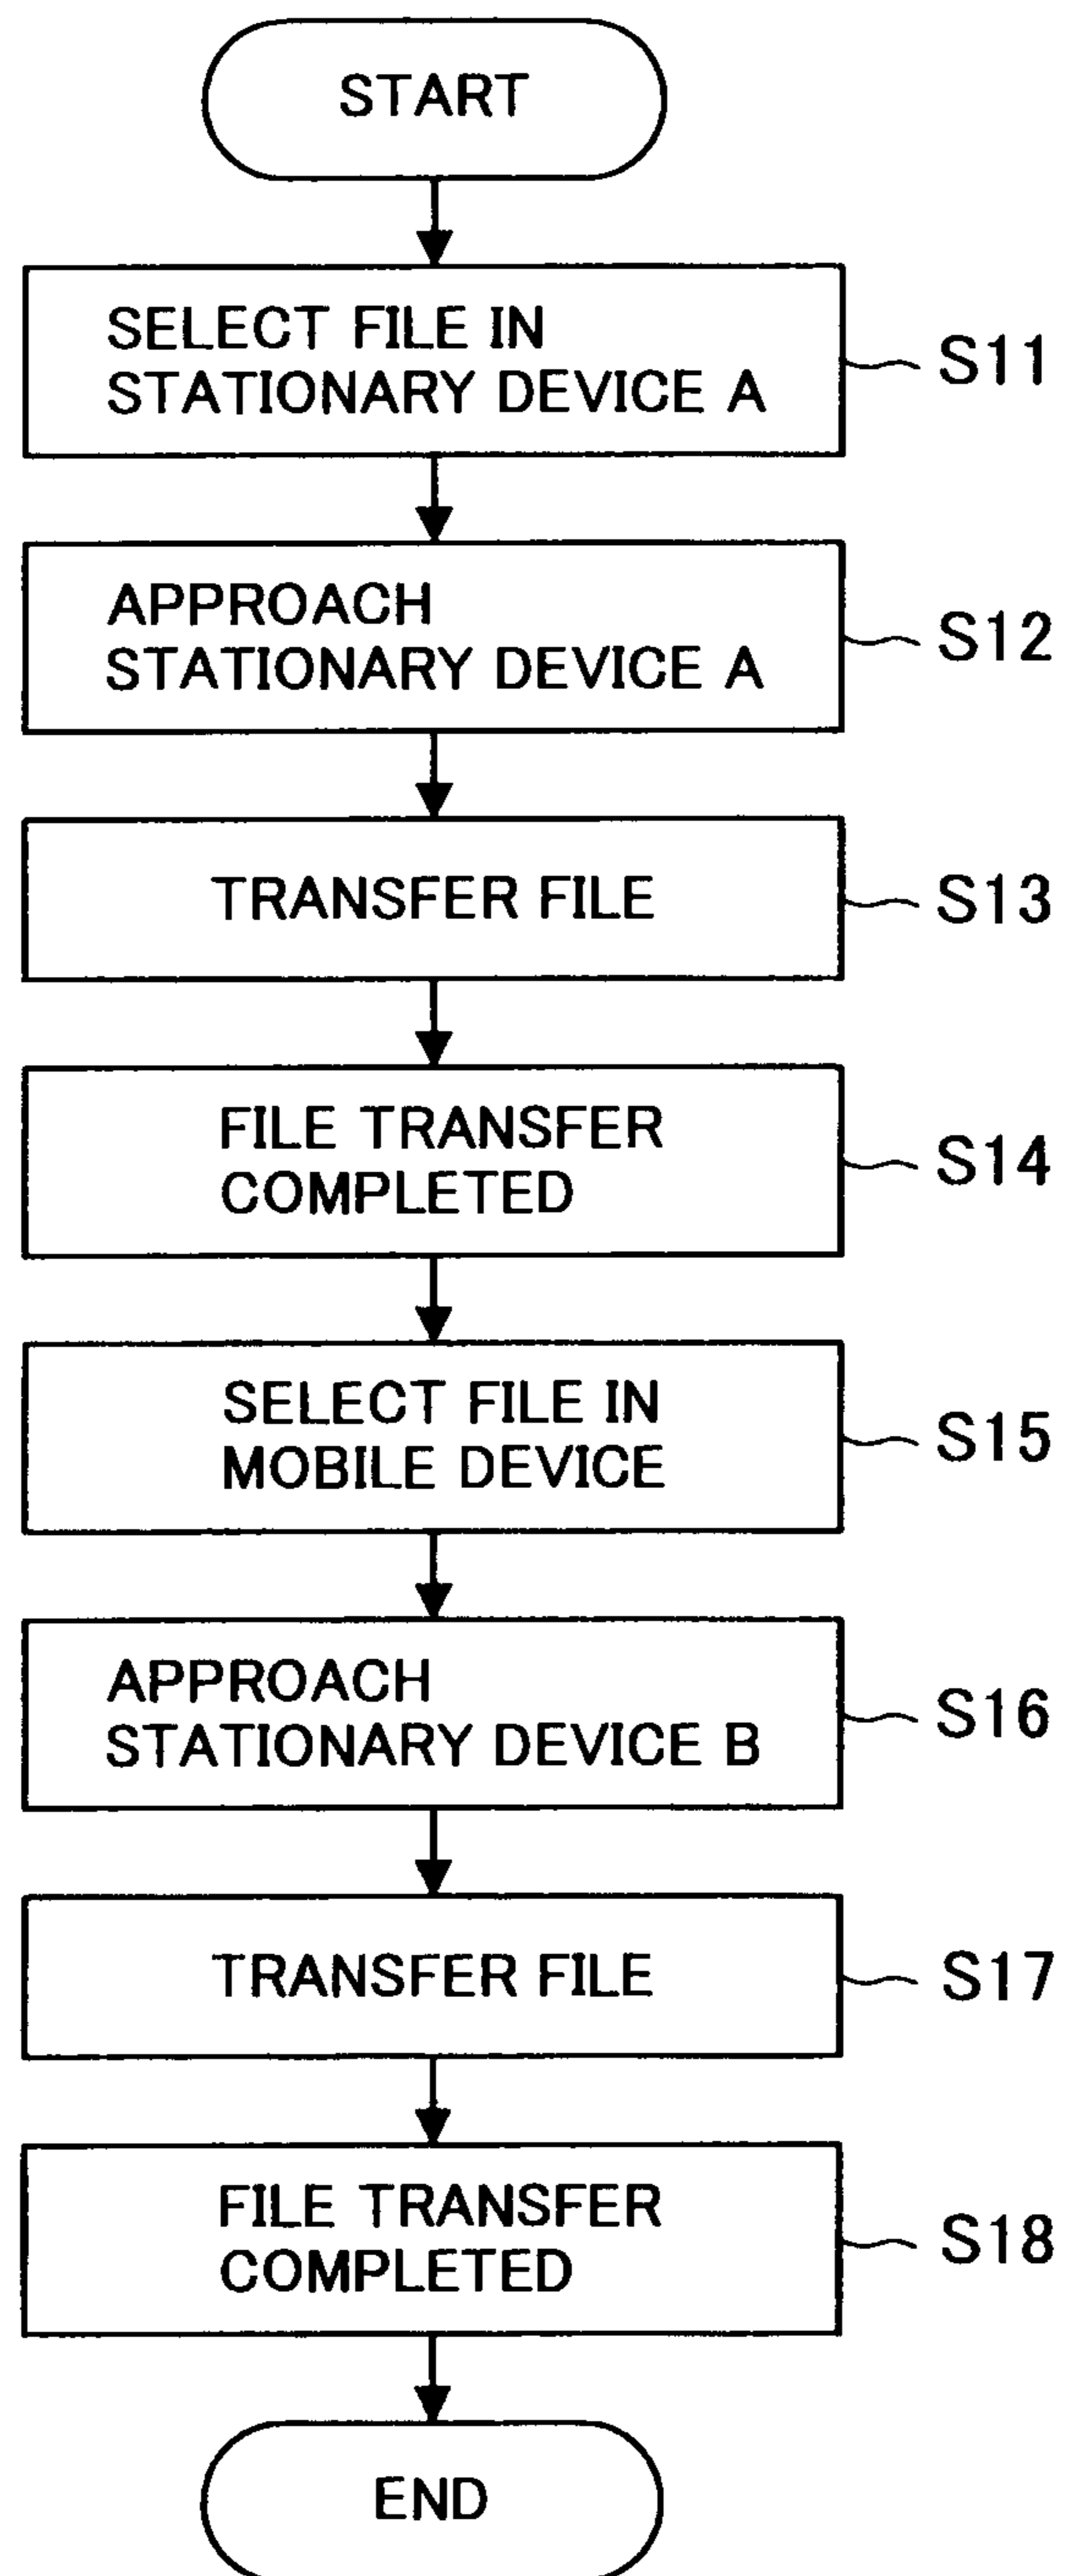 START
SELECT FILE IN
STATIONARY DEVICE A
S11
APPROACH
STATIONARY DEVICE A
S12
TRANSFER FILE
S13
FILE TRANSFER
COMPLETED
S14
SELECT FILE IN
MOBILE DEVICE
S15
APPROACH
STATIONARY DEVICE B
S16
TRANSFER FILE
S17
FILE TRANSFER
COMPLETED
S18
END